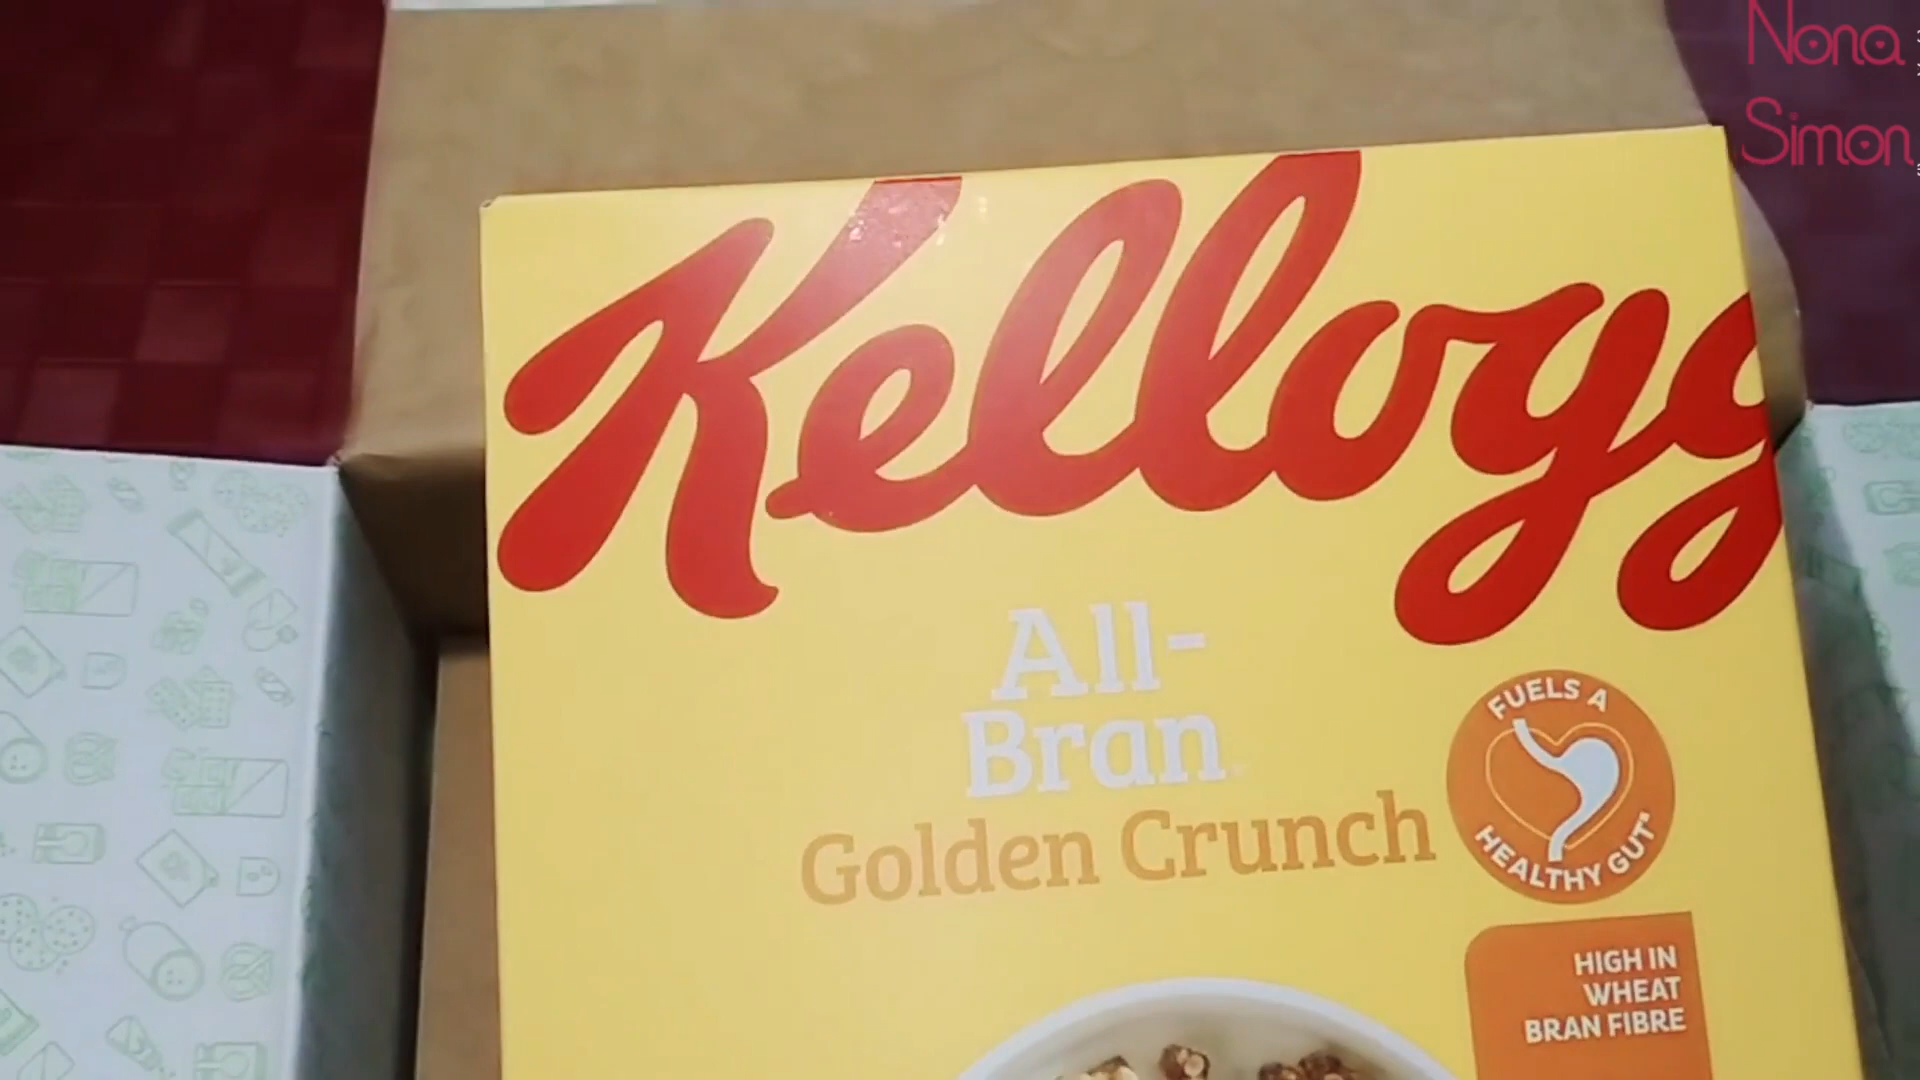 Nona
Simon
Kellogg
All-
Bran
Golden Crunch
FUELS A
HEALTHY GUT*
HIGH IN
WHEAT
BRAN FIBRE